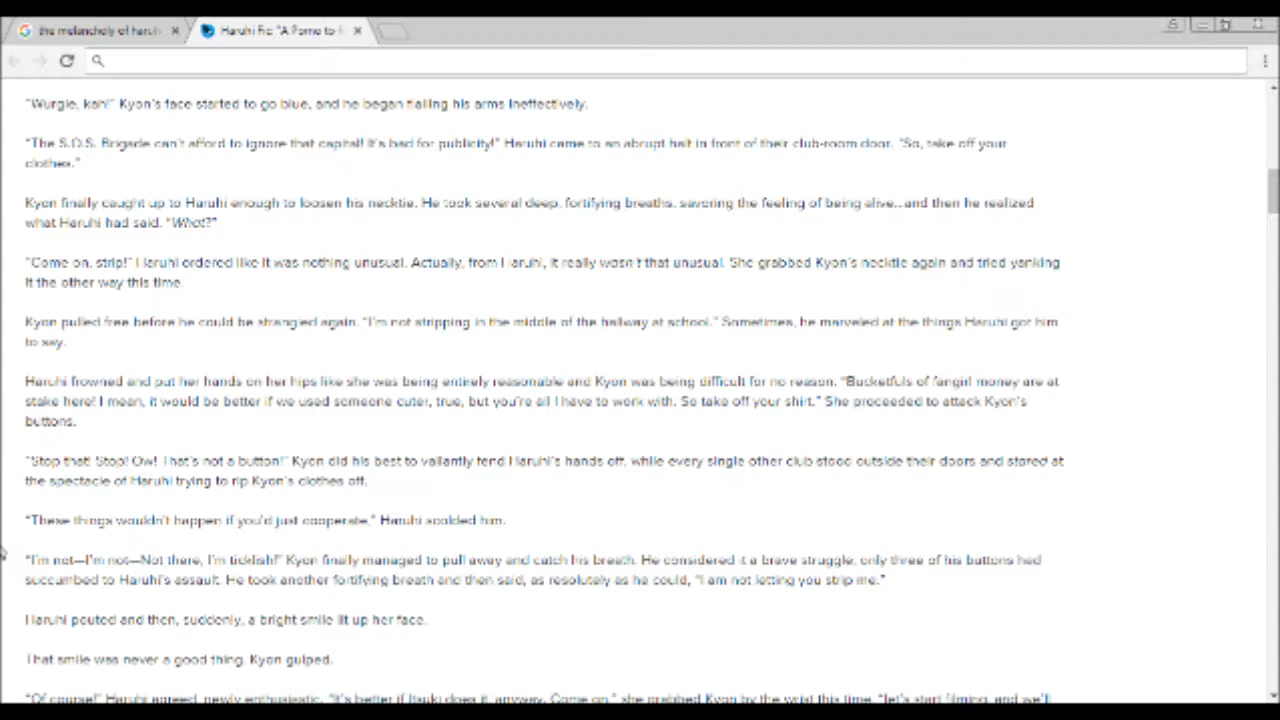 the melancholy of haruh
Haruhi Fic: "A Porno to F
"Wurgle, kah!" Kyon's face started to go blue, and he began flailing his arms ineffectively.
"The S.O.S. Brigade can't afford to ignore that capital! It's bad for publicity!" Haruhi came to an abrupt halt in front of their club-room door. "So, take off your
clothes."
Kyon finally caught up to Haruhi enough to loosen his necktie. He took several deep, fortifying breaths, savoring the feeling of being alive...and then he realized
what Haruhi had said. "What?"
"Come on, strip!" Haruhi ordered like it was nothing unusual. Actually, from Haruhi, it really wasn't that unusual. She grabbed Kyon's necktie again and tried yanking
it the other way this time.
Kyon pulled free before he could be strangled again. "I'm not stripping in the middle of the hallway at school." Sometimes, he marveled at the things Haruhi got him
to say.
Haruhi frowned and put her hands on her hips like she was being entirely reasonable and Kyon was being difficult for no reason. "Bucketfuls of fangirl money are at
stake here! I mean, it would be better if we used someone cuter, true, but you're all I have to work with. So take off your shirt." She proceeded to attack Kyon's
buttons.
"Stop that! Stop! Ow! That's not a button!" Kyon did his best to valiantly fend Haruhi's hands off, while every single other club stood outside their doors and stared at
the spectacle of Haruhi trying to rip Kyon's clothes off.
"These things wouldn't happen if you'd just cooperate," Haruhi scolded him.
"I'm not—I'm not—Not there, I'm ticklish!" Kyon finally managed to pull away and catch his breath. He considered it a brave struggle; only three of his buttons had
succumbed to Haruhi's assault. He took another fortifying breath and then said, as resolutely as he could, "I am not letting you strip me."
Haruhi pouted and then, suddenly, a bright smile lit up her face.
That smile was never a good thing. Kyon gulped.
"Of course!" Haruhi agreed, newly enthusiastic. "It's better if Itsuki does it, anyway. Come on," she grabbed Kyon by the wrist this time, "let's start filming, and we'll